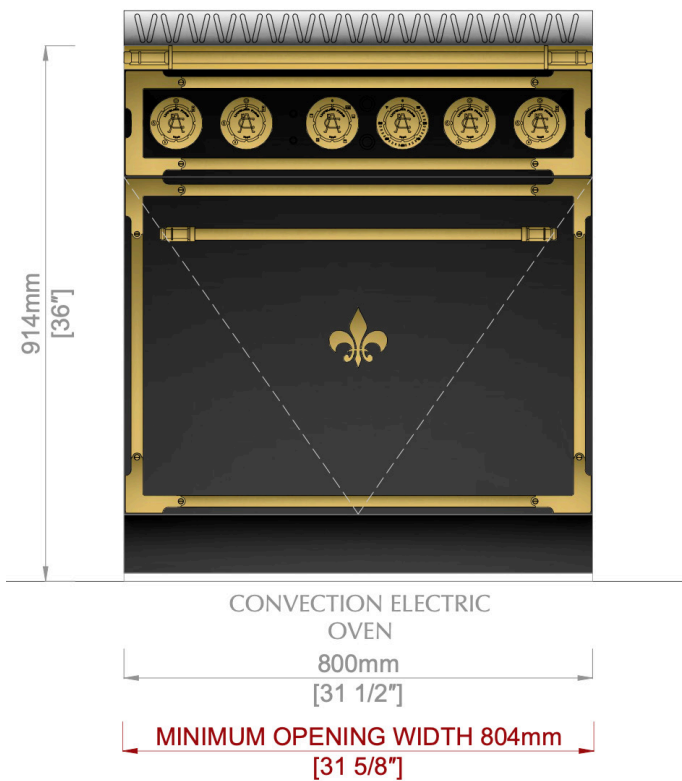 914mm
[36″]
CONVECTION ELECTRIC
OVEN
800mm
[31 1/2″]
MINIMUM OPENING WIDTH 804mm
[31 5/8″]